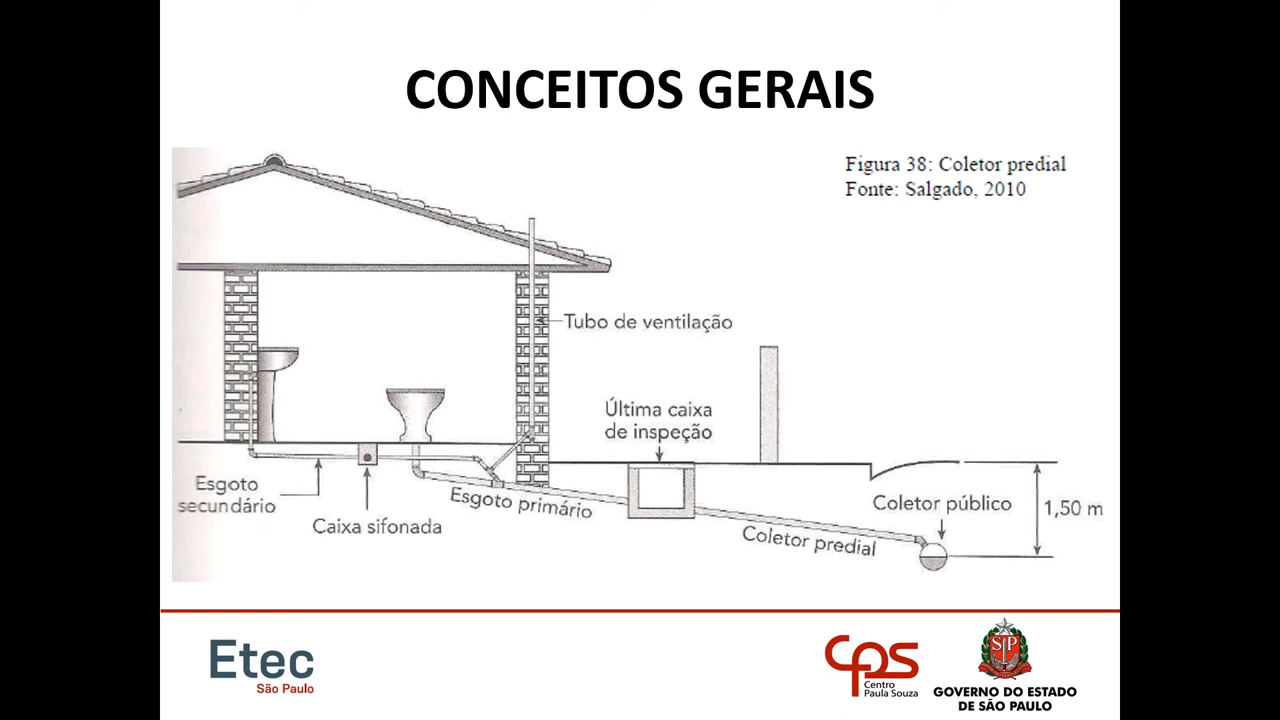 CONCEITOS GERAIS
Figura 38: Coletor predial
Fonte: Salgado, 2010
Tubo de ventilação
Última caixa
de inspeção
Esgoto
secundário
Caixa sifonada
Esgoto primário
Coletor predial
Coletor público
1,50 m
Etec
São Paulo
cps
Centro
Paula Souza
SP
GOVERNO DO ESTADO
DE SÃO PAULO